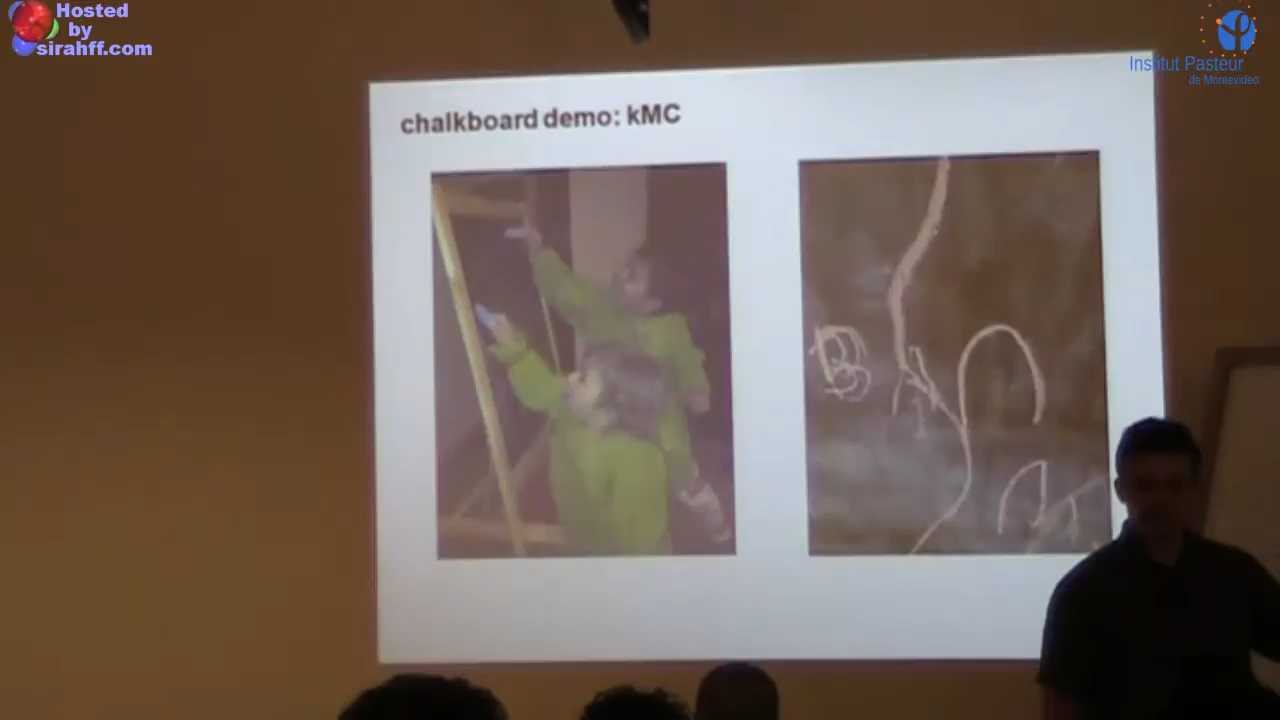 Hosted
by
sirahff.com
Institut Pasteur
de Montevideo
chalkboard demo: kMC
B